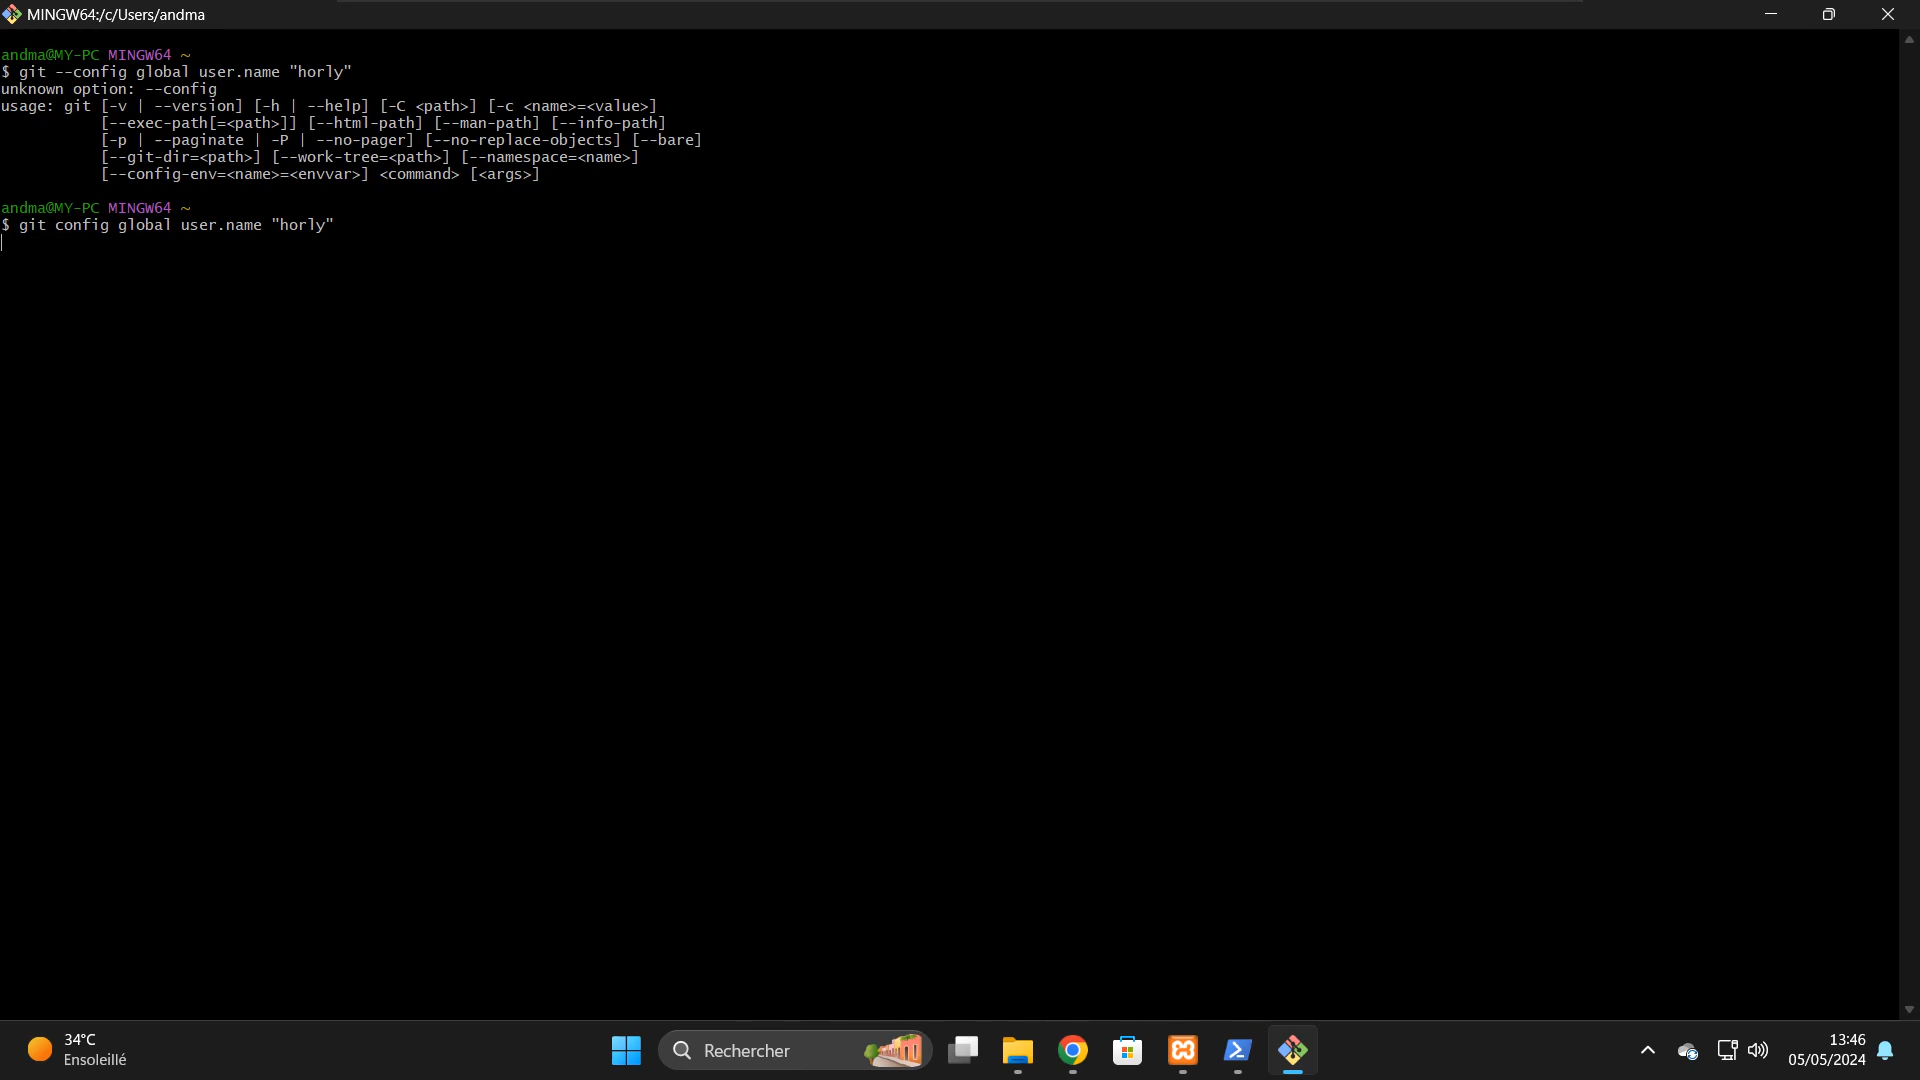 MINGW64:/c/Users/andma
andma@MY-PC MINGW64 ~
$ git --config global user.name "horly"
unknown option: --config
usage: git [-v | --version] [-h | --help] [-C <path>] [-c <name>=<value>]
[--exec-path[=<path>]] [--html-path] [--man-path] [--info-path]
[-p | --paginate | -P | --no-pager] [--no-replace-objects] [--bare]
[--git-dir=<path>] [--work-tree=<path>] [--namespace=<name>]
[--config-env=<name>=<envvar>] <command> [<args>]
andma@MY-PC MINGW64 ~
$ git config global user.name "horly"
34°C
Ensoleillé
Rechercher
13:46
05/05/2024